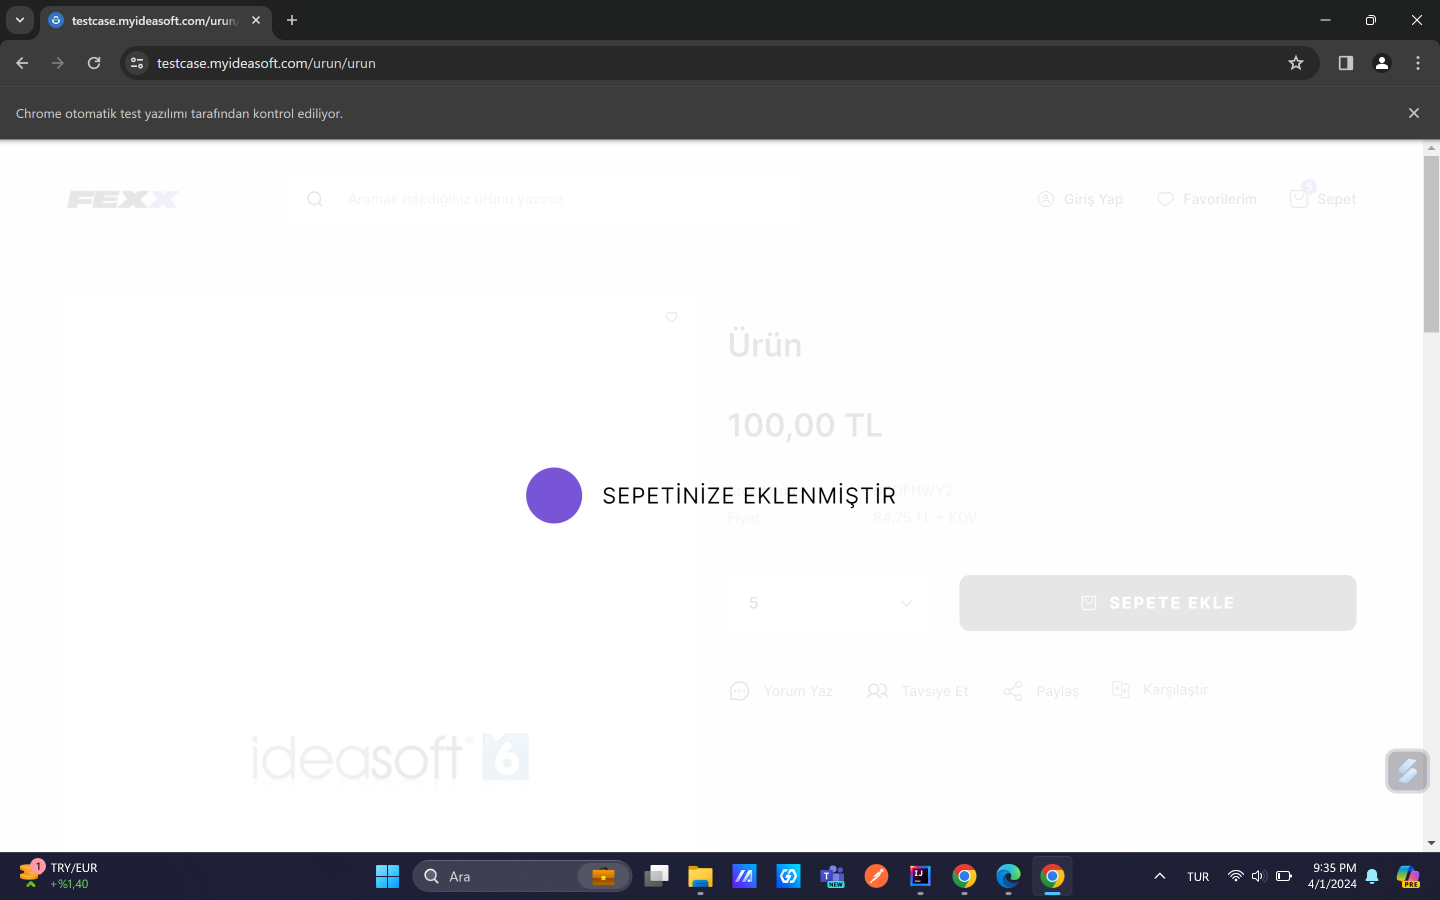 testcase.myideasoft.com/urun
testcase.myideasoft.com/urun/urun
Chrome otomatik test yazılımı tarafından kontrol ediliyor.
FEXX
Aramak istediğiniz ürünü yazınız
Giriş Yap
Favorilerim
5
Sepet
Ürün
100,00 TL
SEPETİNİZE EKLENMİŞTİR
Fiyat : 84,75 TL + KDV
5
SEPETE EKLE
Yorum Yaz
Tavsiye Et
Paylaş
Karşılaştır
ideasoft 6
1
TRY/EUR
+%1,40
Ara
NEW
TUR
9:35 PM
4/1/2024
PRE